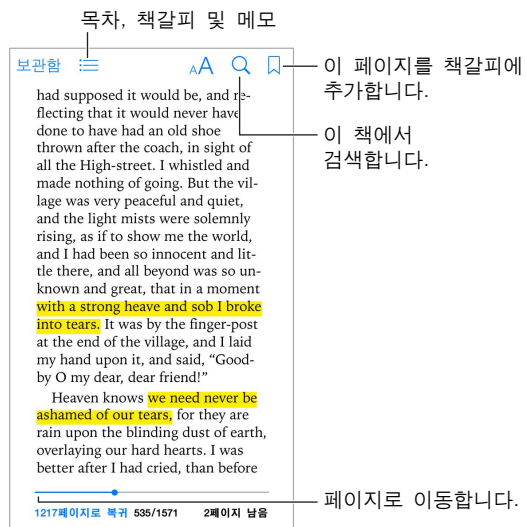 목차, 책갈피 및 메모
보관함
AA
이 페이지를 책갈피에
추가합니다.
이 책에서
검색합니다.
had supposed it would be, and re-
flecting that it would never have
done to have had an old shoe
thrown after the coach, in sight of
all the High-street. I whistled and
made nothing of going. But the vil-
lage was very peaceful and quiet,
and the light mists were solemnly
rising, as if to show me the world,
and I had been so innocent and lit-
tle there, and all beyond was so un-
known and great, that in a moment
with a strong heave and sob I broke
into tears. It was by the finger-post
at the end of the village, and I laid
my hand upon it, and said, “Good-
by O my dear, dear friend!”
Heaven knows we need never be
ashamed of our tears, for they are
rain upon the blinding dust of earth,
overlaying our hard hearts. I was
better after I had cried, than before
1217페이지로 복귀 535/1571 2페이지 남음
페이지로 이동합니다.